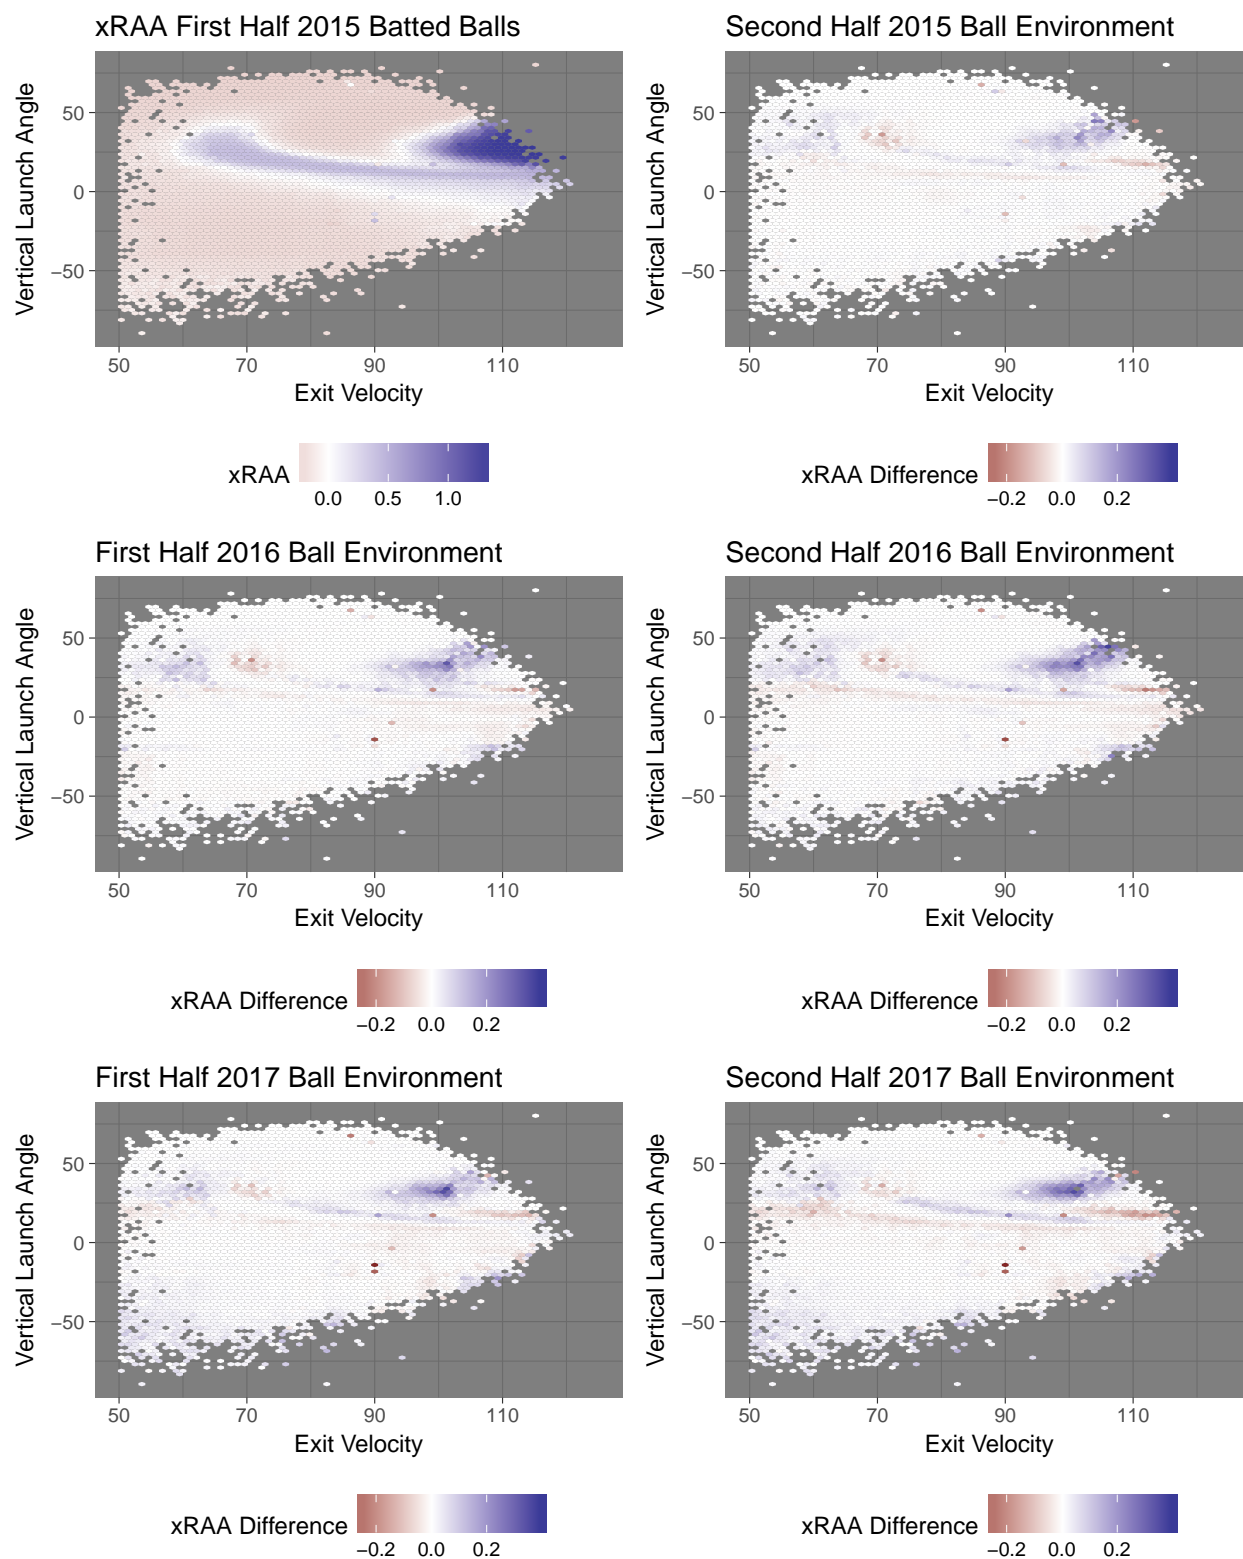 xRAA First Half 2015 Batted Balls
Vertical Launch Angle
50
0
−50
50 70 90 110
Exit Velocity
xRAA
0.0 0.5 1.0
Second Half 2015 Ball Environment
Vertical Launch Angle
50
0
−50
50 70 90 110
Exit Velocity
xRAA Difference
−0.2 0.0 0.2
First Half 2016 Ball Environment
Vertical Launch Angle
50
0
−50
50 70 90 110
Exit Velocity
xRAA Difference
−0.2 0.0 0.2
Second Half 2016 Ball Environment
Vertical Launch Angle
50
0
−50
50 70 90 110
Exit Velocity
xRAA Difference
−0.2 0.0 0.2
First Half 2017 Ball Environment
Vertical Launch Angle
50
0
−50
50 70 90 110
Exit Velocity
xRAA Difference
−0.2 0.0 0.2
Second Half 2017 Ball Environment
Vertical Launch Angle
50
0
−50
50 70 90 110
Exit Velocity
xRAA Difference
−0.2 0.0 0.2